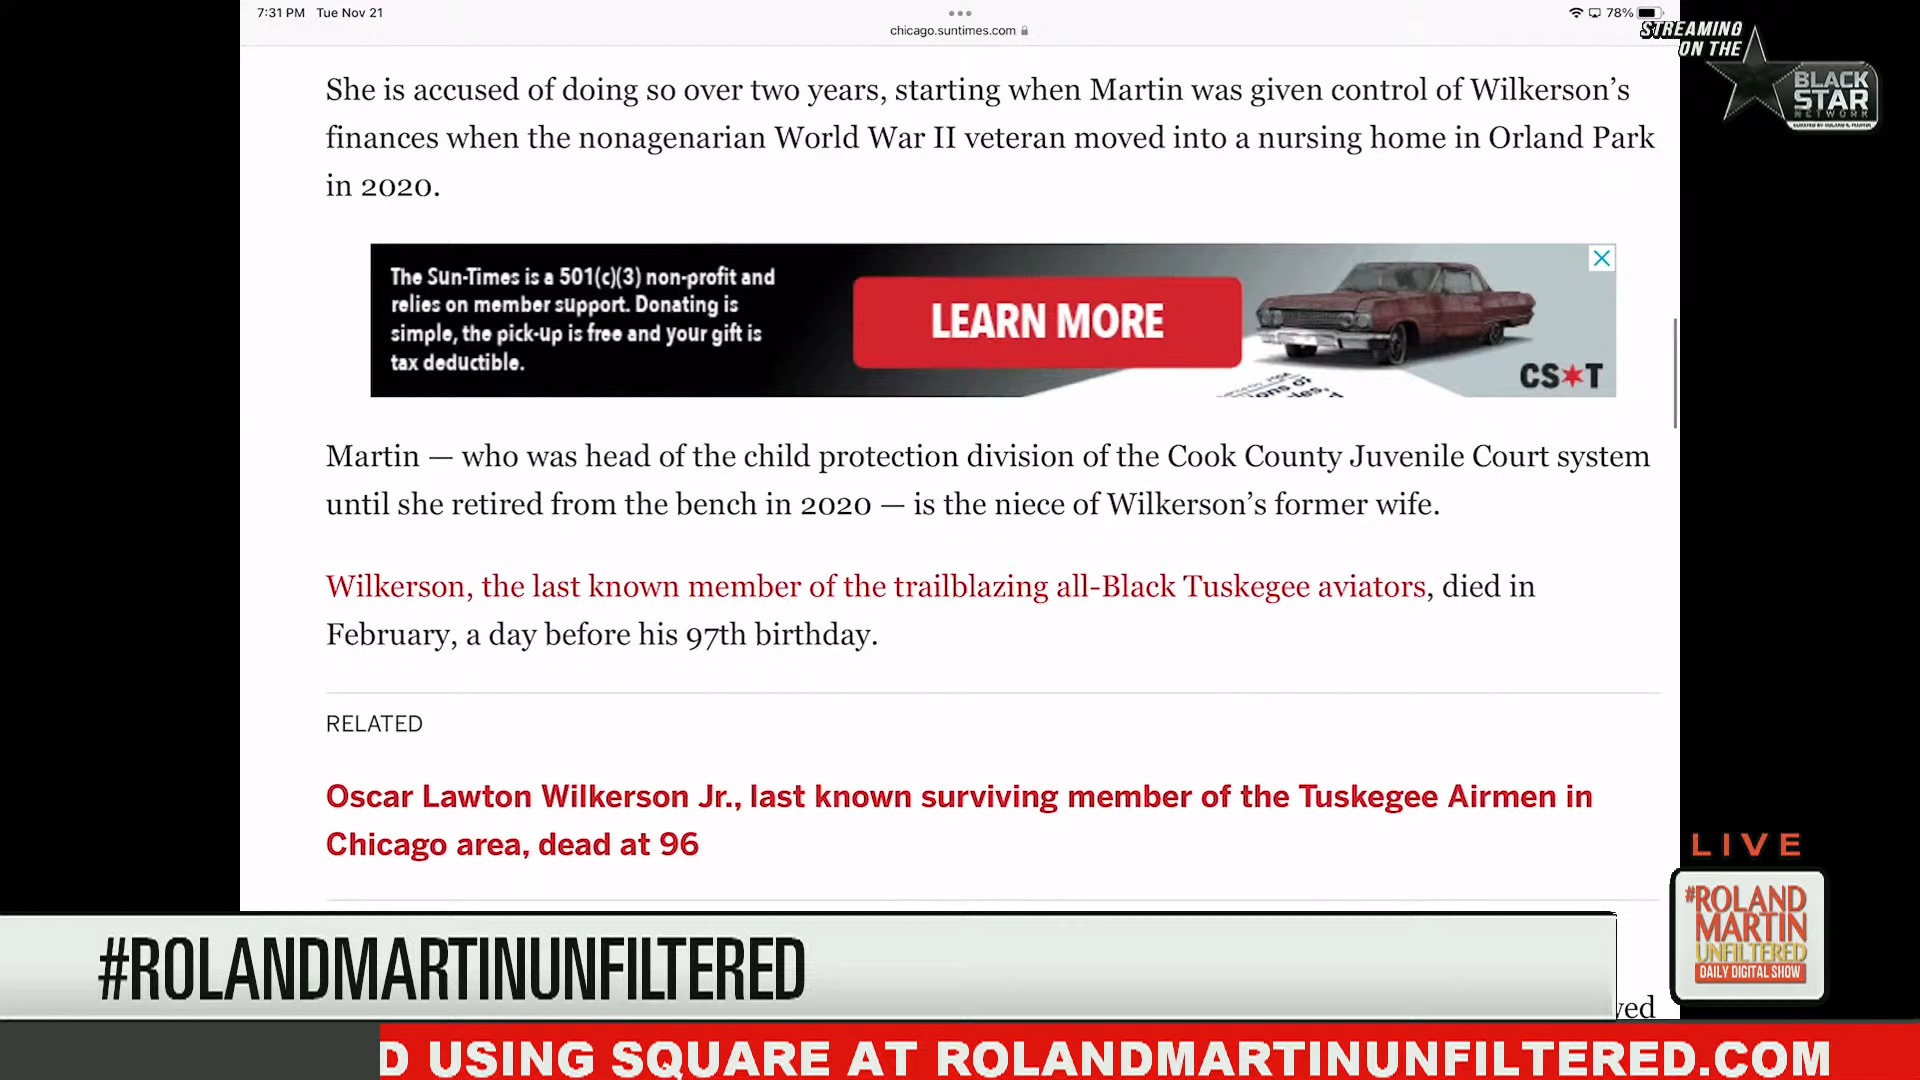 7:31 PM Tue Nov 21
chicago.suntimes.com
78%
STREAMING
ON THE
BLACK
STAR
NETWORK
She is accused of doing so over two years, starting when Martin was given control of Wilkerson’s
finances when the nonagenarian World War II veteran moved into a nursing home in Orland Park
in 2020.
The Sun-Times is a 501(c)(3) non-profit and
relies on member support. Donating is
simple, the pick-up is free and your gift is
tax deductible.
LEARN MORE
CS★T
Martin — who was head of the child protection division of the Cook County Juvenile Court system
until she retired from the bench in 2020 — is the niece of Wilkerson’s former wife.
Wilkerson, the last known member of the trailblazing all-Black Tuskegee aviators, died in
February, a day before his 97th birthday.
RELATED
Oscar Lawton Wilkerson Jr., last known surviving member of the Tuskegee Airmen in
Chicago area, dead at 96
LIVE
#ROLAND
MARTIN
UNFILTERED
DAILY DIGITAL SHOW
#ROLANDMARTINUNFILTERED
D USING SQUARE AT ROLANDMARTINUNFILTERED.COM